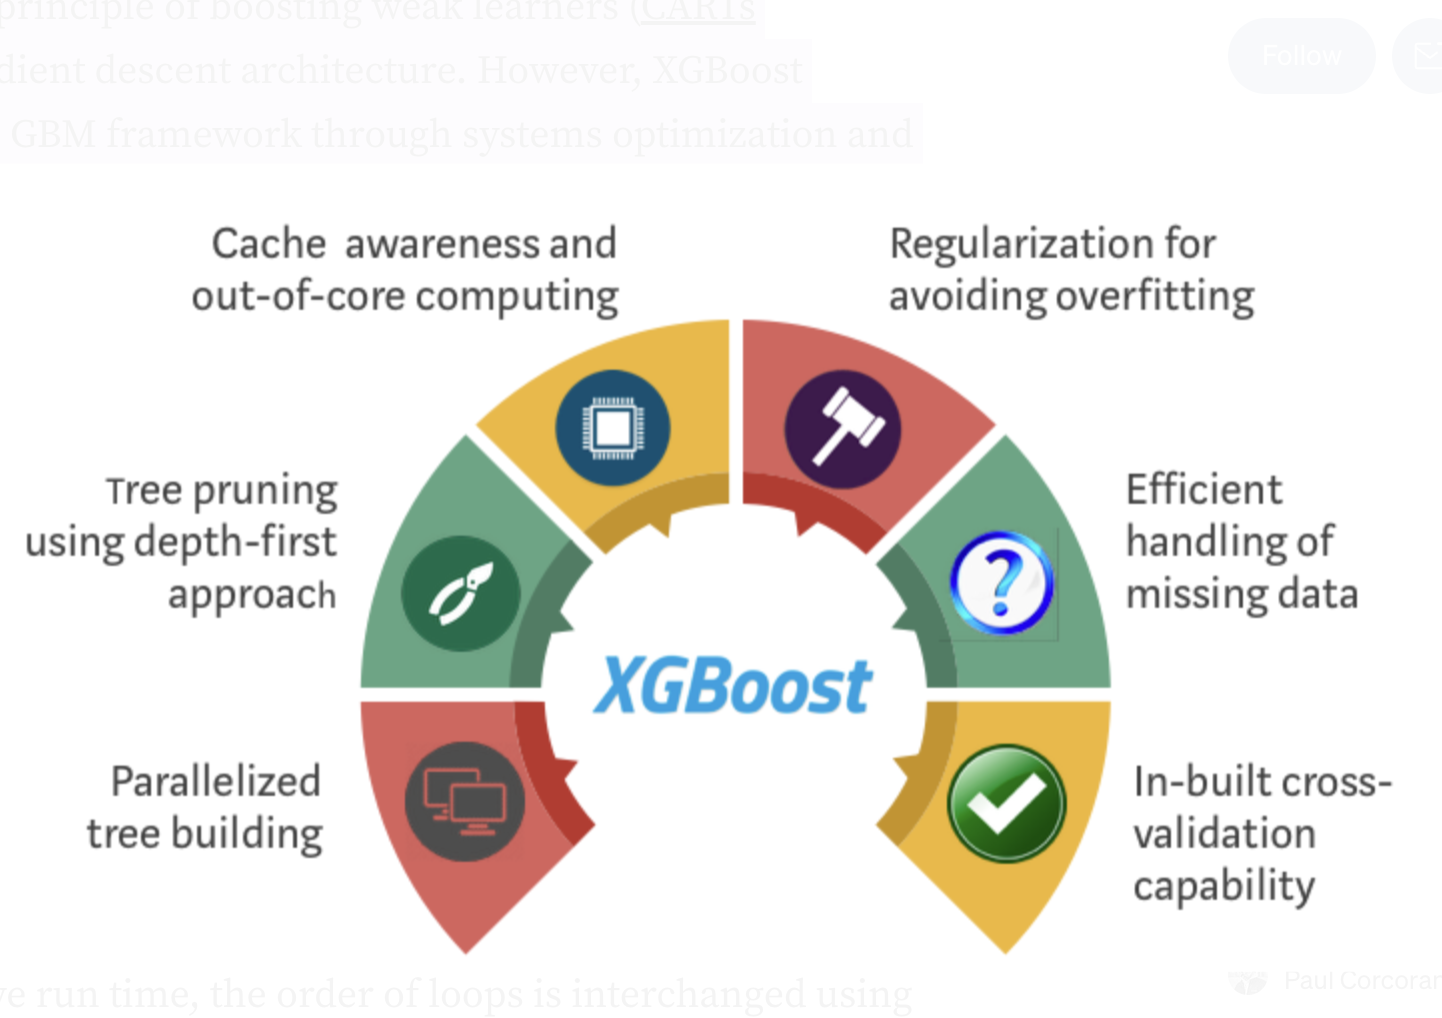 principle of boosting weak learners (CARTs
dient descent architecture. However, XGBoost
GBM framework through systems optimization and
Follow
Cache awareness and
out-of-core computing
Regularization for
avoiding overfitting
Tree pruning
using depth-first
approach
Efficient
handling of
missing data
XGBoost
Parallelized
tree building
In-built cross-
validation
capability
ve run time, the order of loops is interchanged using
Paul Corcoran